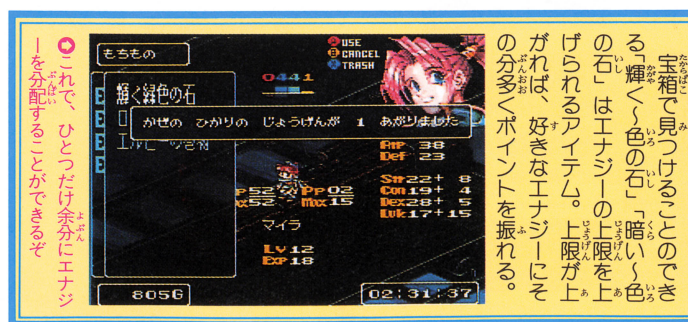 宝箱で見つけることのでき
る「輝く～色の石」「暗い～色
の石」はエナジーの上限を上
げられるアイテム。上限が上
がれば、好きなエナジーにそ
の分多くポイントを振れる。
もちもの
USE
CANCEL
TRASH
0441
輝く緑色の石
かぜの ひかりの じょうげんが 1 あがりました
Atp 38
Def 23
Str22+ 8
Con19+ 4
Dex28+ 5
Luk17+15
P52
Pp02
x52
Max15
マイラ
Lv12
Exp18
805G
02:31:37
これで、ひとつだけ余分にエナジ
ーを分配することができるぞ